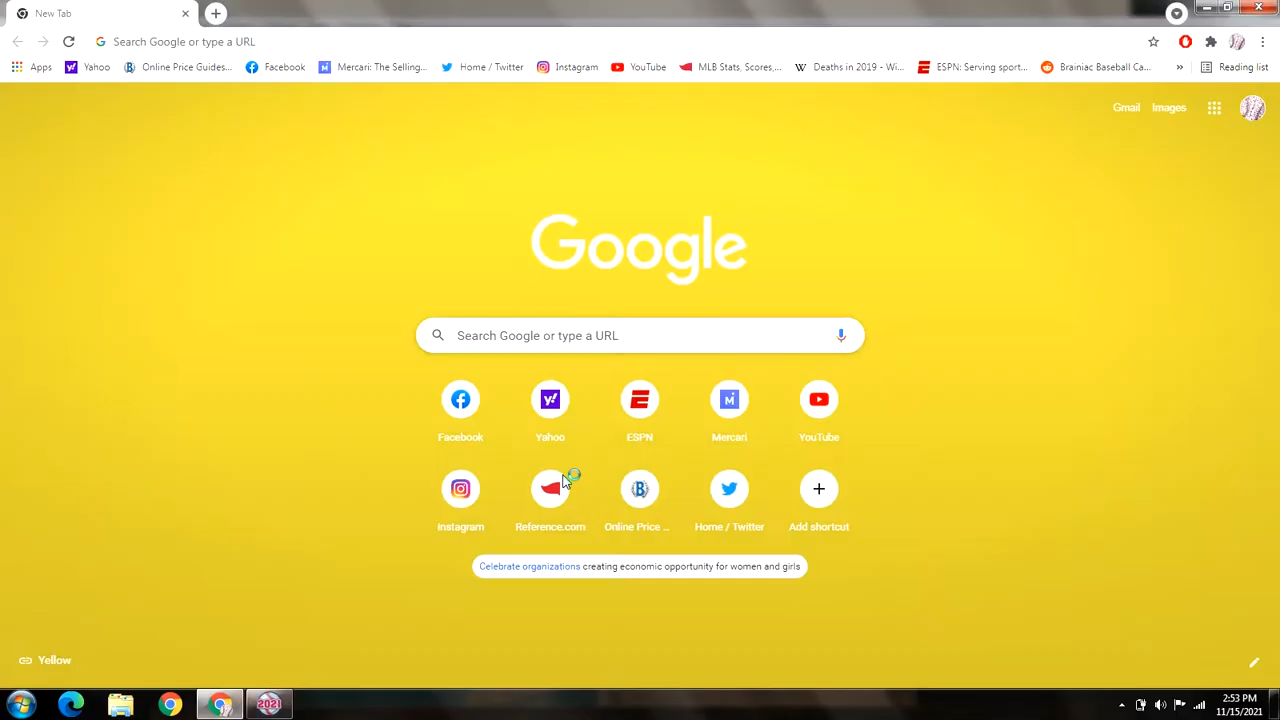 New Tab
Search Google or type a URL
Apps Yahoo Online Price Guides... Facebook Mercari: The Selling... Home / Twitter Instagram YouTube MLB Stats, Scores,... Deaths in 2019 - Wi... ESPN: Serving sport... Brainiac Baseball Ca... » Reading list
Gmail Images
Google
Search Google or type a URL
Facebook Yahoo ESPN Mercari YouTube
Instagram Reference.com Online Price ... Home / Twitter Add shortcut
Celebrate organizations creating economic opportunity for women and girls
Yellow
2021
2:53 PM
11/15/2021